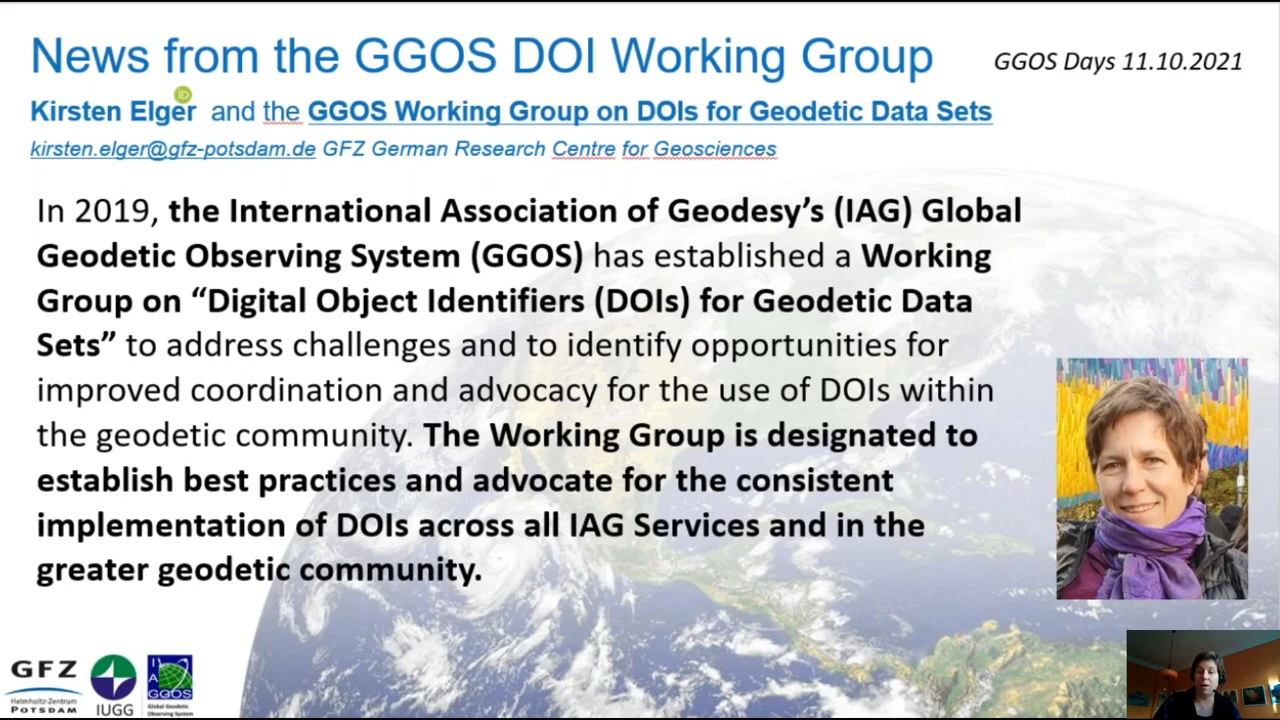 News from the GGOS DOI Working Group
GGOS Days 11.10.2021
iD
Kirsten Elger and the GGOS Working Group on DOIs for Geodetic Data Sets
kirsten.elger@gfz-potsdam.de GFZ German Research Centre for Geosciences
In 2019, the International Association of Geodesy’s (IAG) Global
Geodetic Observing System (GGOS) has established a Working
Group on “Digital Object Identifiers (DOIs) for Geodetic Data
Sets” to address challenges and to identify opportunities for
improved coordination and advocacy for the use of DOIs within
the geodetic community. The Working Group is designated to
establish best practices and advocate for the consistent
implementation of DOIs across all IAG Services and in the
greater geodetic community.
GFZ
Helmholtz-Zentrum
POTSDAM
IUGG
I
A
GGOS
Global Geodetic
Observing System